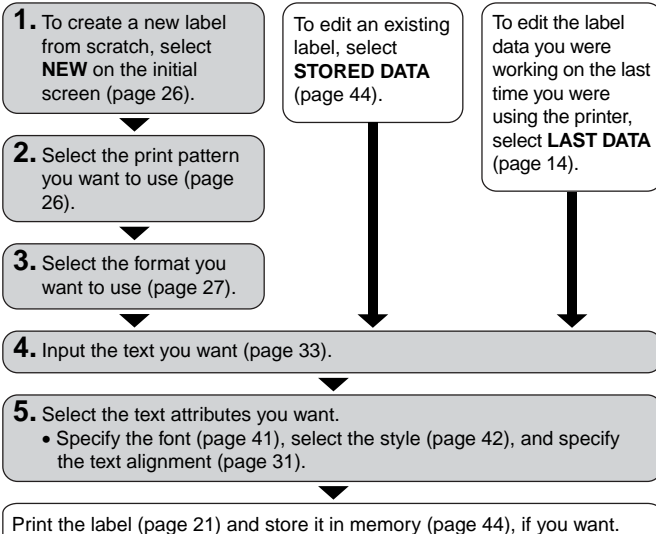 1. To create a new label
from scratch, select
NEW on the initial
screen (page 26).
To edit an existing
label, select
STORED DATA
(page 44).
To edit the label
data you were
working on the last
time you were
using the printer,
select LAST DATA
(page 14).
2. Select the print pattern
you want to use (page
26).
3. Select the format you
want to use (page 27).
4. Input the text you want (page 33).
5. Select the text attributes you want.
• Specify the font (page 41), select the style (page 42), and specify
the text alignment (page 31).
Print the label (page 21) and store it in memory (page 44), if you want.